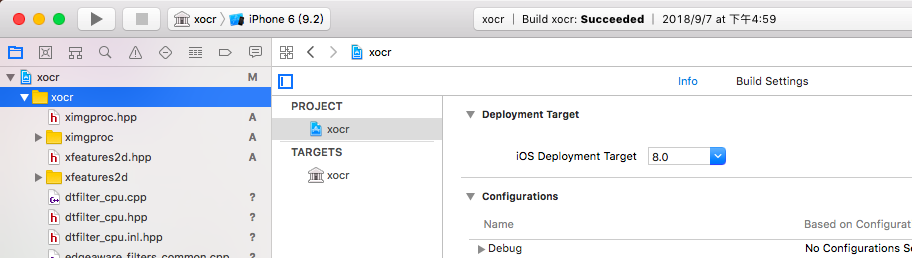 xocr
iPhone 6 (9.2)
xocr | Build xocr: Succeeded | 2018/9/7 at 下午4:59
xocr
xocr M
xocr
ximgproc.hpp A
ximgproc A
xfeatures2d.hpp A
xfeatures2d
dtfilter_cpu.cpp ?
dtfilter_cpu.hpp ?
dtfilter_cpu.inl.hpp ?
edgeaware_filters_common.cpp ?
PROJECT
xocr
TARGETS
xocr
Info
Build Settings
Deployment Target
iOS Deployment Target 8.0
Configurations
Name
Based on Configurat
Debug
No Configurations Se